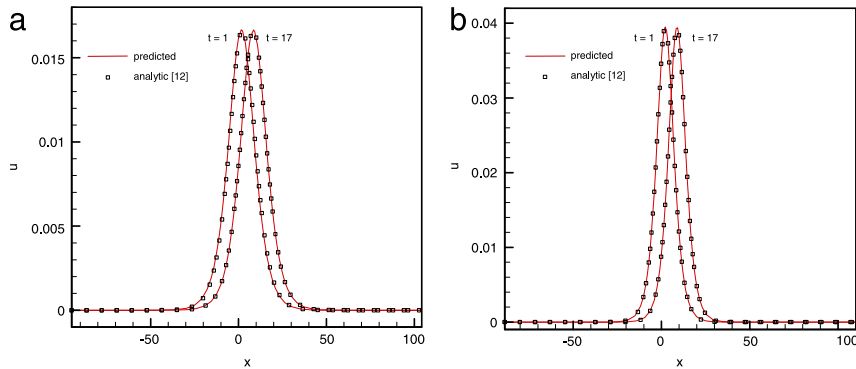 a
t = 1
t = 17
predicted
analytic [12]
u
0.015
0.01
0.005
0
-50
0
50
100
x
b
t = 1
t = 17
predicted
analytic [12]
u
0.04
0.03
0.02
0.01
0
-50
0
50
100
x